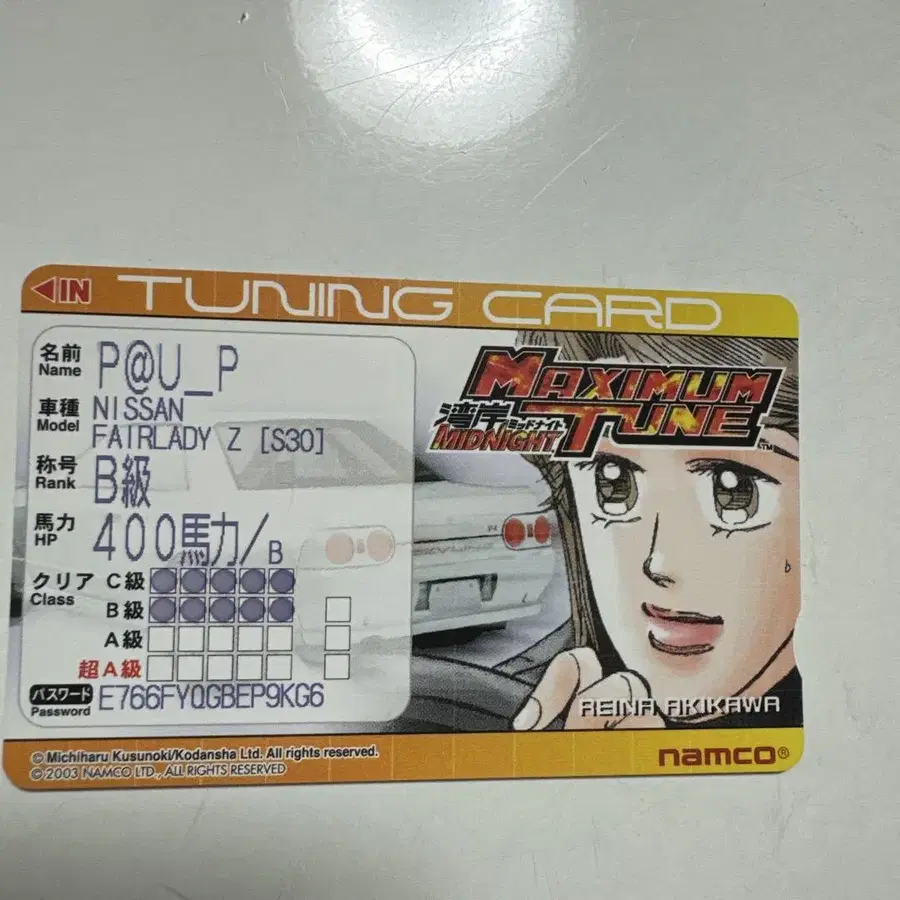 ◀IN TUNING CARD
名前 Name P@U_P
車種 Model NISSAN
FAIRLADY Z [S30]
称号 Rank B級
馬力 HP 400馬力/B
クリア Class C級
B級
A級
超A級
パスワード Password E766FYQGBEP9KG6
MAXIMUM
湾岸 ミッドナイト TUNE
MIDNIGHT
TM
SKYLINE
REINA AKIKAWA
© Michiharu Kusunoki/Kodansha Ltd. All rights reserved.
© 2003 NAMCO LTD., ALL RIGHTS RESERVED
namco®